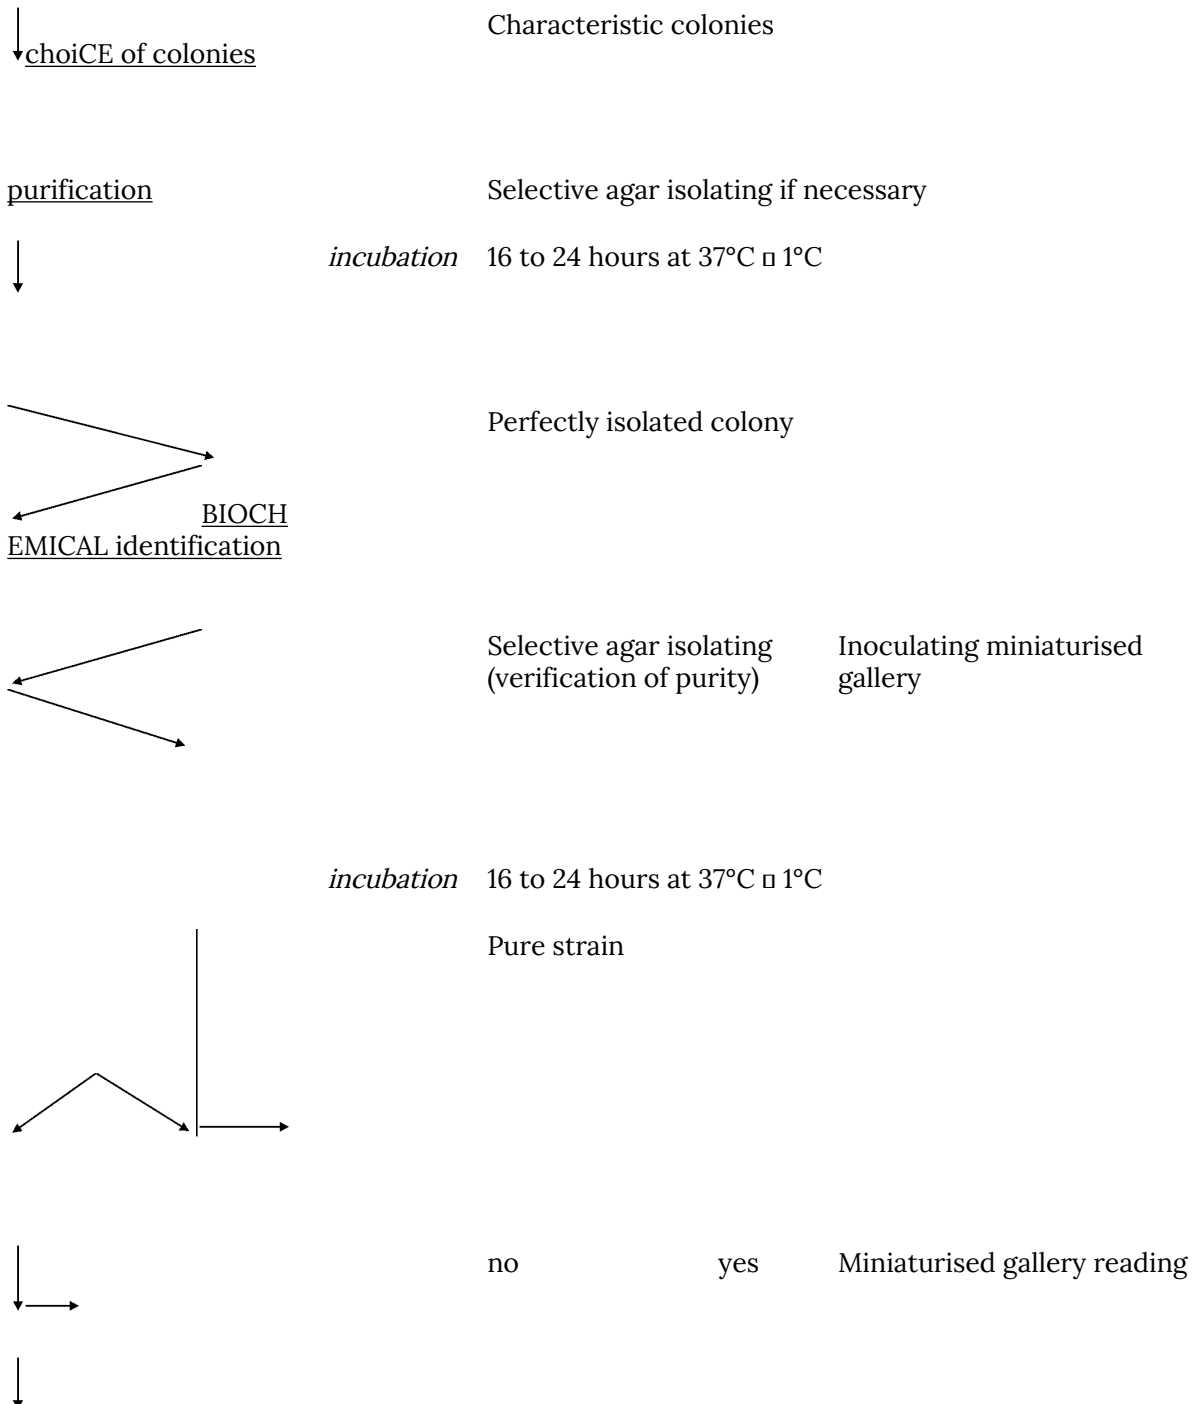 Characteristic colonies
choiCE of colonies
purification Selective agar isolating if necessary
incubation 16 to 24 hours at 37°C ▯ 1°C
Perfectly isolated colony
BIOCH
EMICAL identification
Selective agar isolating Inoculating miniaturised
(verification of purity) gallery
incubation 16 to 24 hours at 37°C ▯ 1°C
Pure strain
no yes Miniaturised gallery reading